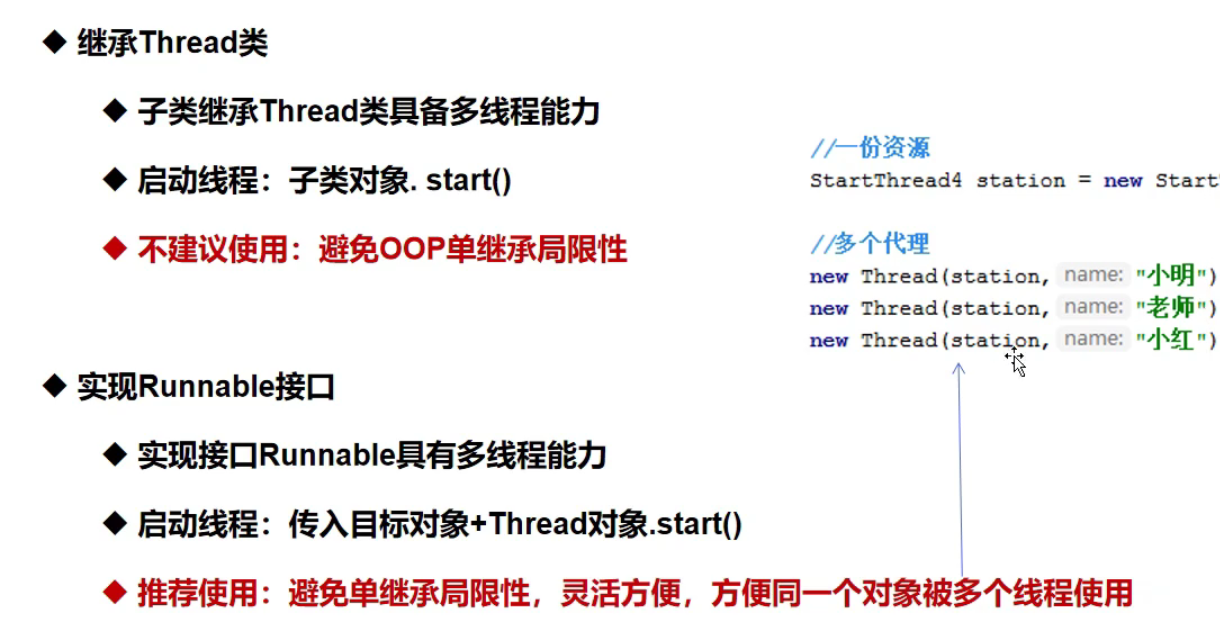 ◆ 继承Thread类
◆ 子类继承Thread类具备多线程能力
◆ 启动线程：子类对象. start()
◆ 不建议使用：避免OOP单继承局限性
◆ 实现Runnable接口
◆ 实现接口Runnable具有多线程能力
◆ 启动线程：传入目标对象+Thread对象.start()
◆ 推荐使用：避免单继承局限性，灵活方便，方便同一个对象被多个线程使用
//一份资源
StartThread4 station = new Start
//多个代理
new Thread(station, name: "小明")
new Thread(station, name: "老师")
new Thread(station, name: "小红")